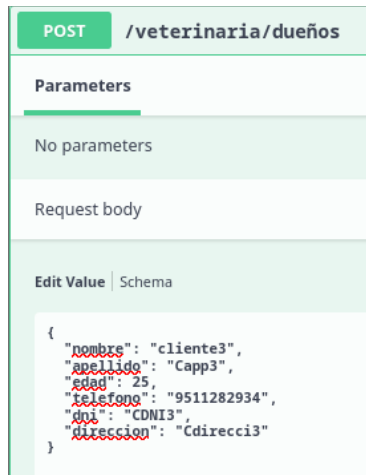 POST /veterinaria/dueños
Parameters
No parameters
Request body
Edit Value | Schema
{
"nombre": "cliente3",
"apellido": "Capp3",
"edad": 25,
"telefono": "9511282934",
"dni": "CDNI3",
"direccion": "Cdirecci3"
}